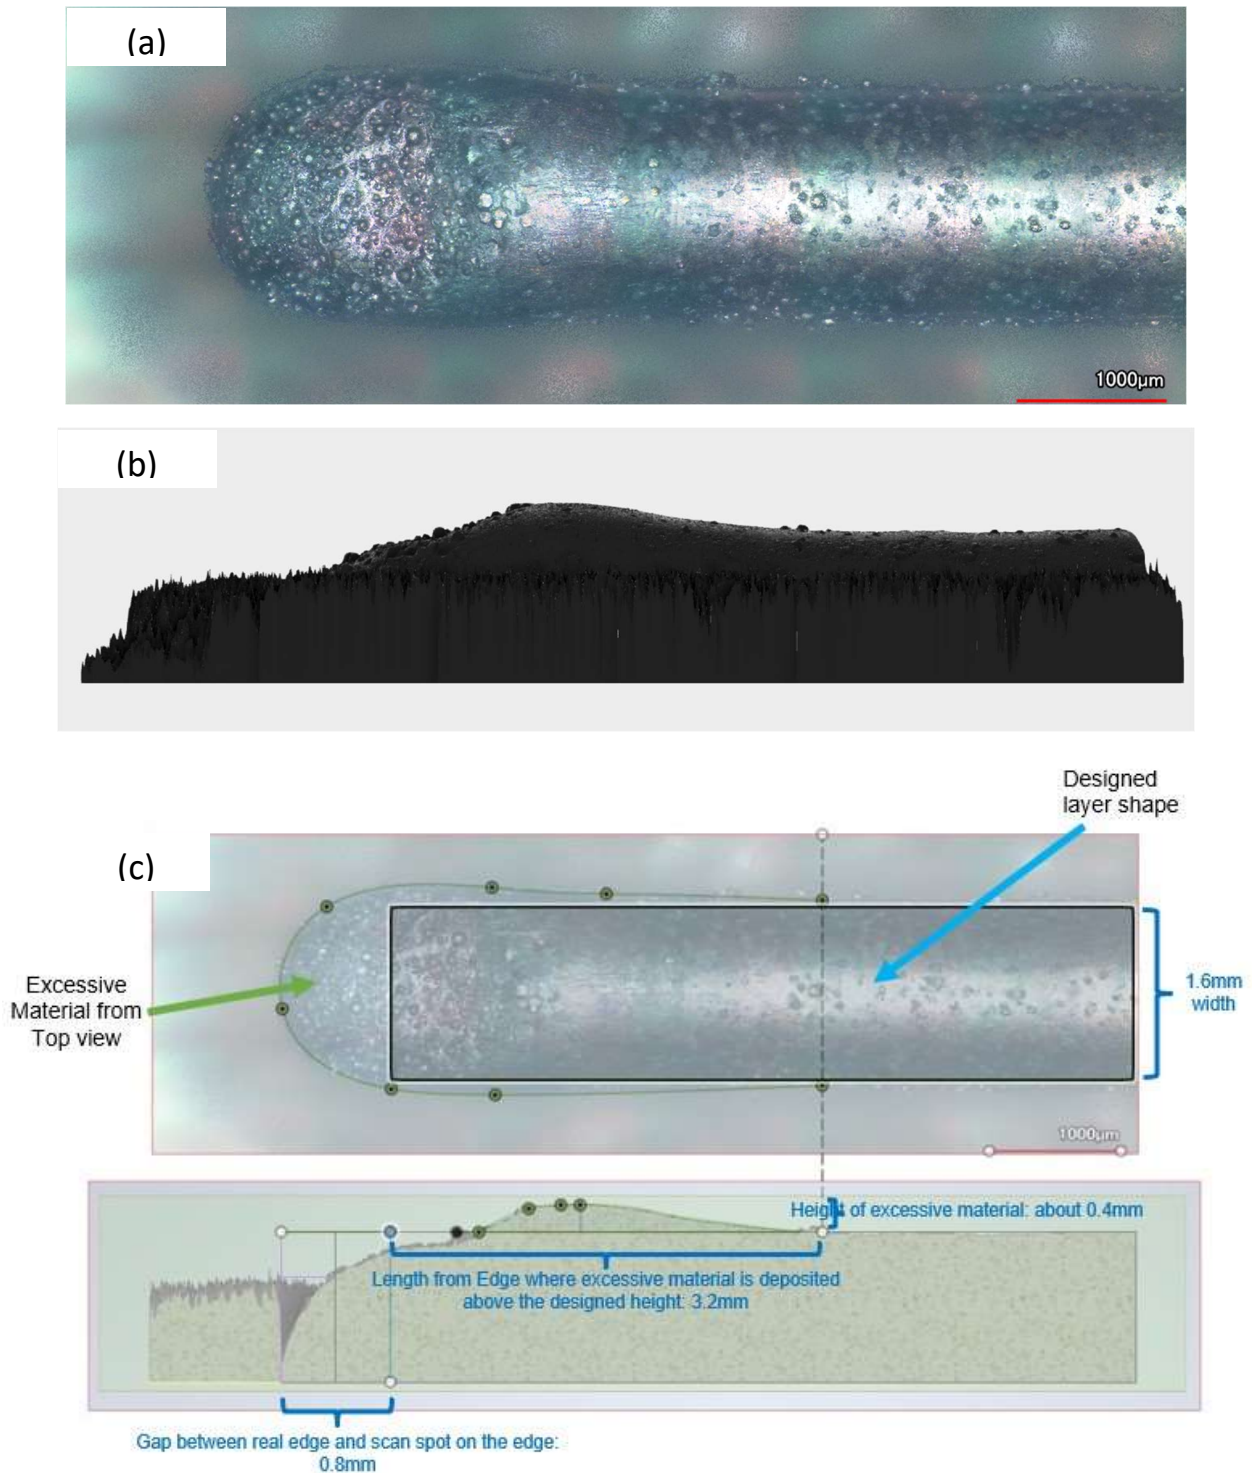 (a)
1000µm
(b)
Designed
layer shape
(c)
Excessive
Material from
Top view
1.6mm
width
1000µm
Height of excessive material: about 0.4mm
Length from Edge where excessive material is deposited
above the designed height: 3.2mm
Gap between real edge and scan spot on the edge:
0.8mm